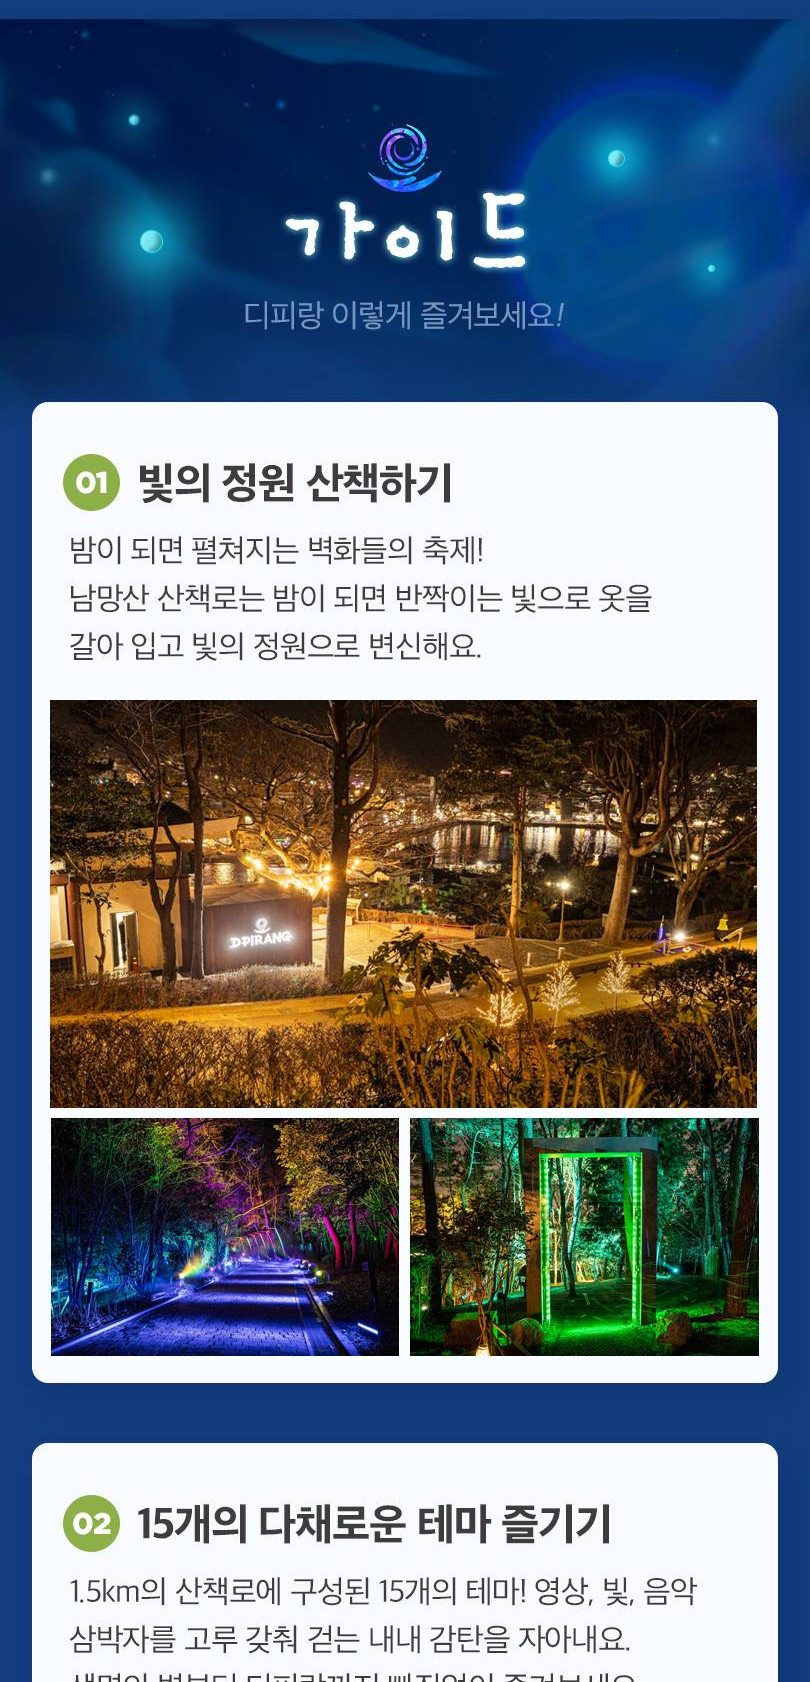 가이드
디피랑 이렇게 즐겨보세요!
01 빛의 정원 산책하기
밤이 되면 펼쳐지는 벽화들의 축제!
남망산 산책로는 밤이 되면 반짝이는 빛으로 옷을
갈아 입고 빛의 정원으로 변신해요.
DPIRANG
02 15개의 다채로운 테마 즐기기
1.5km의 산책로에 구성된 15개의 테마! 영상, 빛, 음악
삼박자를 고루 갖춰 걷는 내내 감탄을 자아내요.